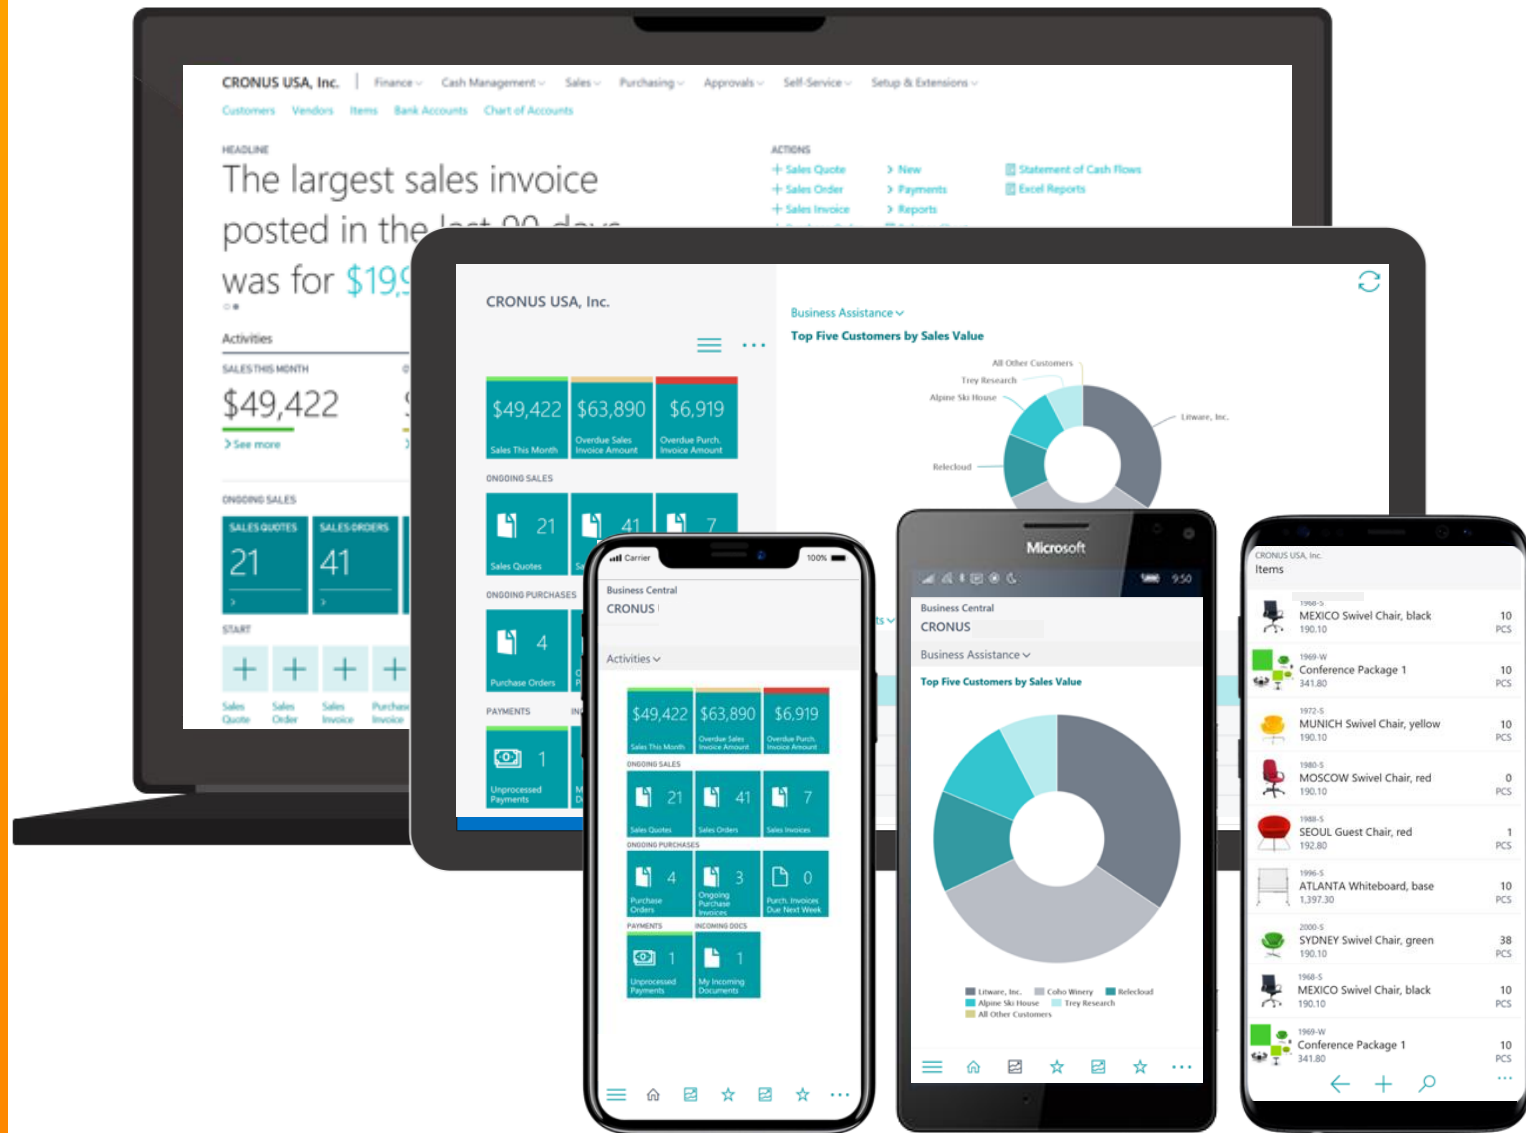 CRONUS USA, Inc. | Finance Cash Management Sales Purchasing Approvals Self-Service Setup & Extensions
Customers Vendors Items Bank Accounts Chart of Accounts
HEADLINE
The largest sales invoice
posted in the last 90 days
was for $19,9
ACTIONS
+ Sales Quote
+ Sales Order
+ Sales Invoice
> New
> Payments
> Reports
Statement of Cash Flows
Excel Reports
Activities
SALES THIS MONTH
$49,422
> See more
ONGOING SALES
SALES QUOTES
21
SALES ORDERS
41
START
Sales Quote
Sales Order
Sales Invoice
Purchase Invoice
CRONUS USA, Inc.
$49,422
Sales This Month
$63,890
Overdue Sales
Invoice Amount
$6,919
Overdue Purch.
Invoice Amount
ONGOING SALES
21
Sales Quotes
41
7
ONGOING PURCHASES
4
Purchase Orders
PAYMENTS
1
Unprocessed
Payments
Business Assistance
Top Five Customers by Sales Value
All Other Customers
Trey Research
Alpine Ski House
Relecloud
Litware, Inc.
Carrier
100%
Business Central
CRONUS
Activities
$49,422
Sales This Month
$63,890
Overdue Sales
Invoice Amount
$6,919
Overdue Purch.
Invoice Amount
ONGOING SALES
21
Sales Quotes
41
Sales Orders
7
Sales Invoices
ONGOING PURCHASES
4
Purchase
Orders
3
Ongoing
Purchase
Invoices
0
Purch. Invoices
Due Next Week
PAYMENTS
1
Unprocessed
Payments
INCOMING DOCS
1
My Incoming
Documents
Microsoft
9:50
Business Central
CRONUS
Business Assistance
Top Five Customers by Sales Value
Litware, Inc. Coho Winery Relecloud
Alpine Ski House Trey Research
All Other Customers
CRONUS USA, Inc.
Items
1968-S
MEXICO Swivel Chair, black 10
190.10 PCS
1969-W
Conference Package 1 10
341.80 PCS
1972-S
MUNICH Swivel Chair, yellow 10
190.10 PCS
1980-S
MOSCOW Swivel Chair, red 0
190.10 PCS
1988-S
SEOUL Guest Chair, red 1
192.80 PCS
1996-S
ATLANTA Whiteboard, base 10
1,397.30 PCS
2000-S
SYDNEY Swivel Chair, green 38
190.10 PCS
1968-S
MEXICO Swivel Chair, black 10
190.10 PCS
1969-W
Conference Package 1 10
341.80 PCS